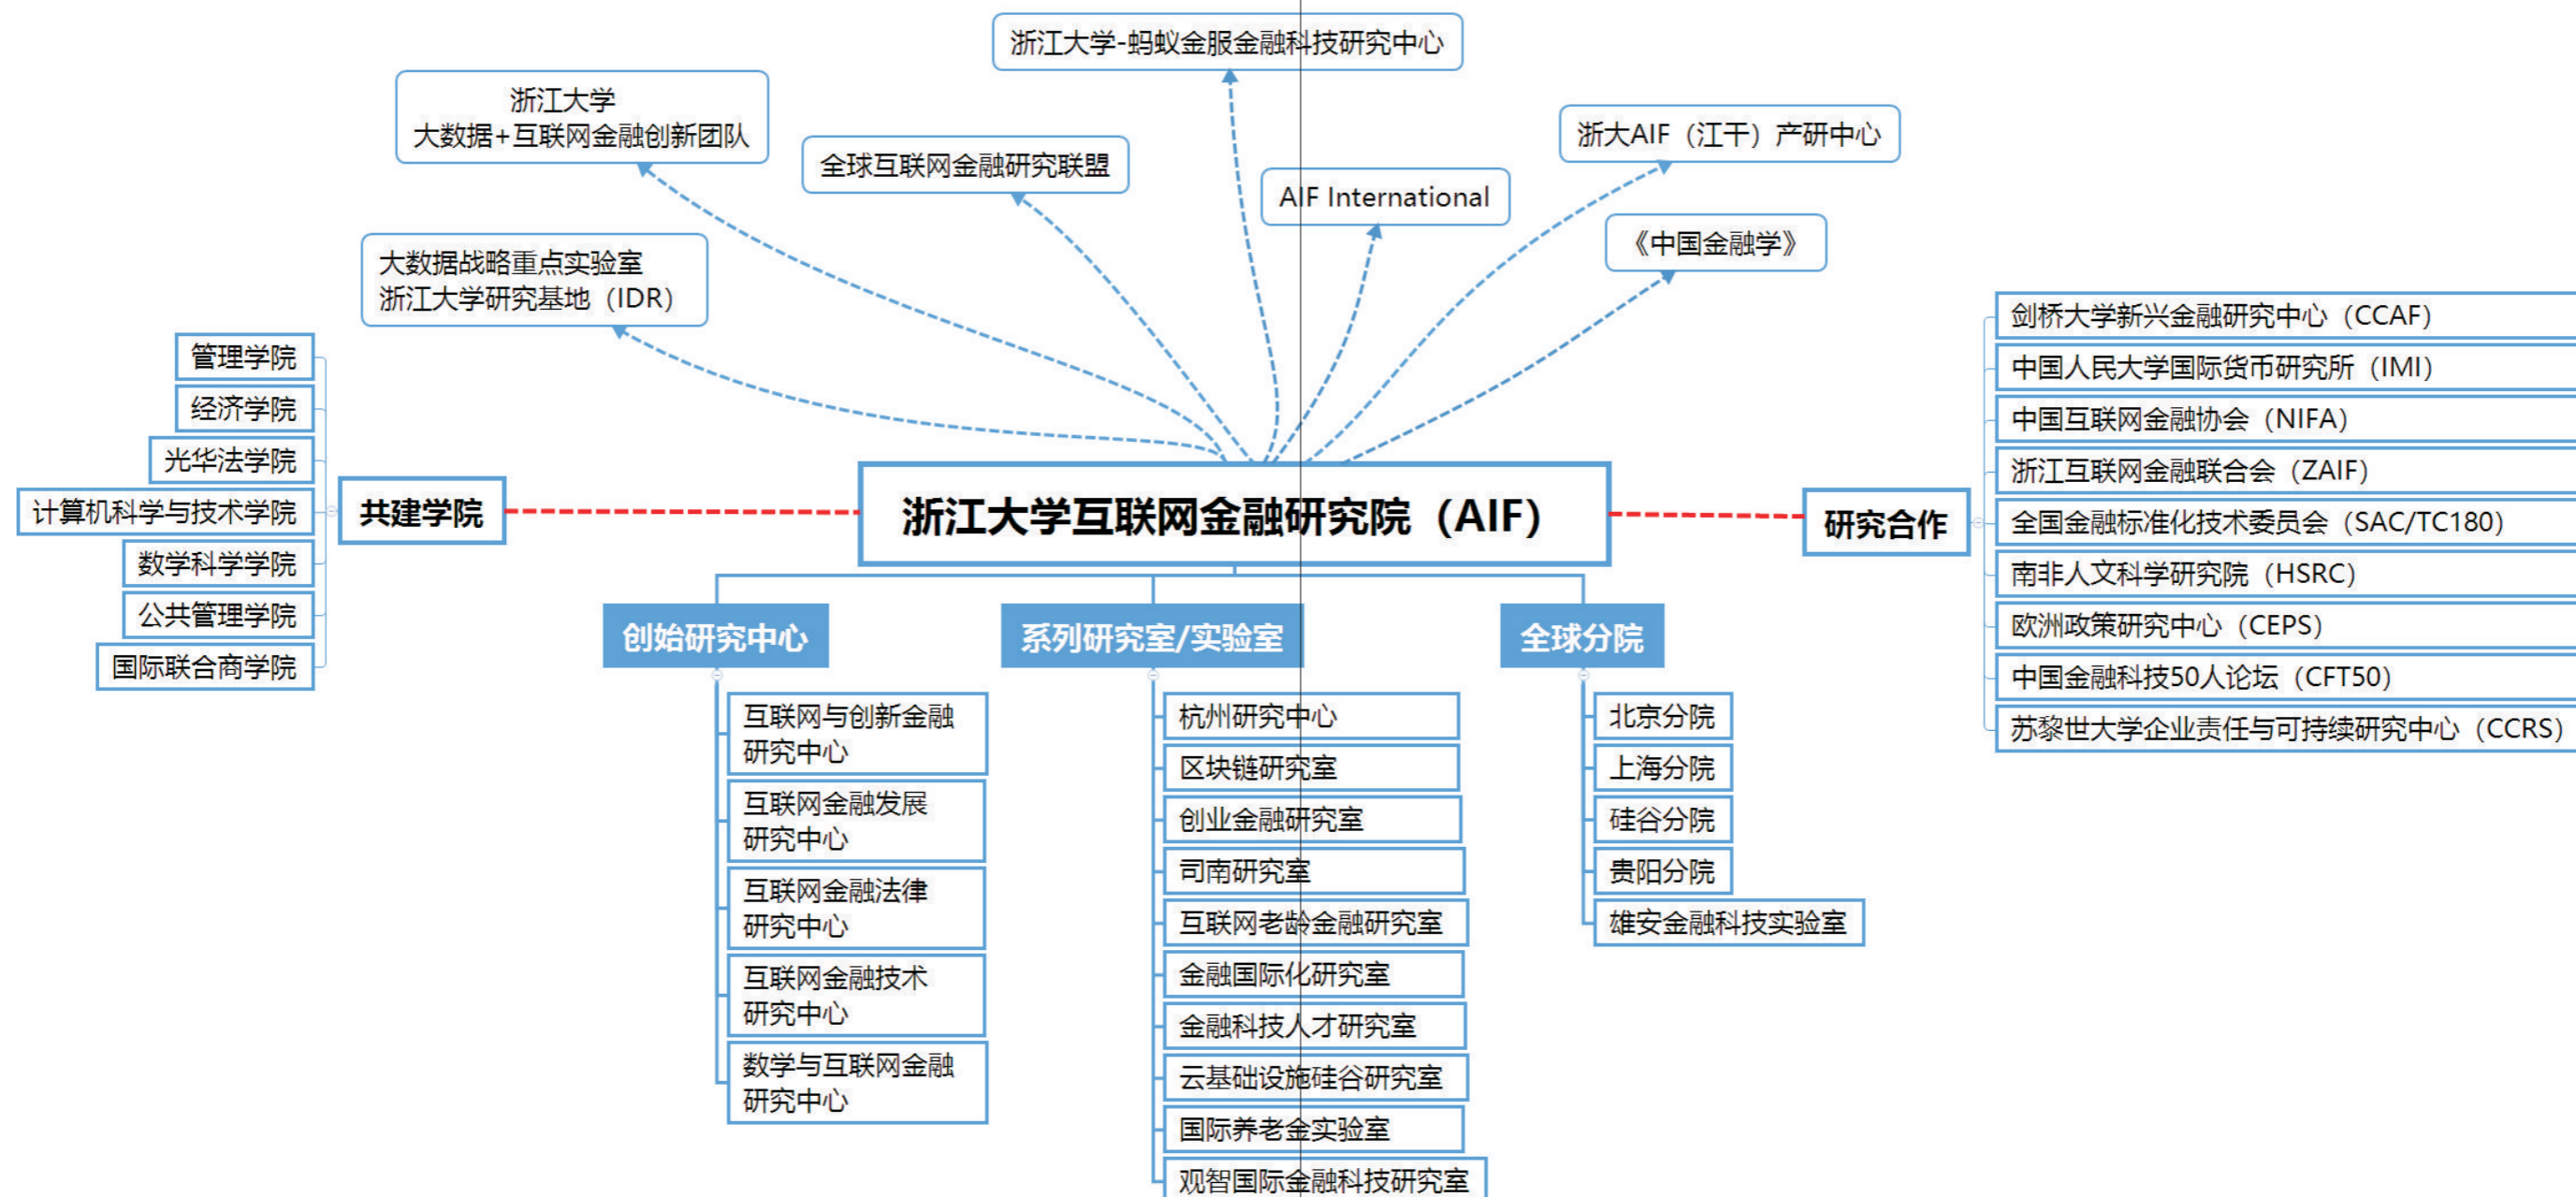 浙江大学-蚂蚁金服金融科技研究中心
浙江大学
大数据+互联网金融创新团队
全球互联网金融研究联盟
浙大AIF（江干）产研中心
AIF International
《中国金融学》
大数据战略重点实验室
浙江大学研究基地（IDR）
管理学院
经济学院
光华法学院
计算机科学与技术学院
数学科学学院
公共管理学院
国际联合商学院
共建学院
浙江大学互联网金融研究院（AIF）
研究合作
剑桥大学新兴金融研究中心（CCAF）
中国人民大学国际货币研究所（IMI）
中国互联网金融协会（NIFA）
浙江互联网金融联合会（ZAIF）
全国金融标准化技术委员会（SAC/TC180）
南非人文科学研究院（HSRC）
欧洲政策研究中心（CEPS）
中国金融科技50人论坛（CFT50）
苏黎世大学企业责任与可持续研究中心（CCRS）
创始研究中心
互联网与创新金融
研究中心
互联网金融发展
研究中心
互联网金融法律
研究中心
互联网金融技术
研究中心
数学与互联网金融
研究中心
系列研究室/实验室
杭州研究中心
区块链研究室
创业金融研究室
司南研究室
互联网老龄金融研究室
金融国际化研究室
金融科技人才研究室
云基础设施硅谷研究室
国际养老金实验室
观智国际金融科技研究室
全球分院
北京分院
上海分院
硅谷分院
贵阳分院
雄安金融科技实验室